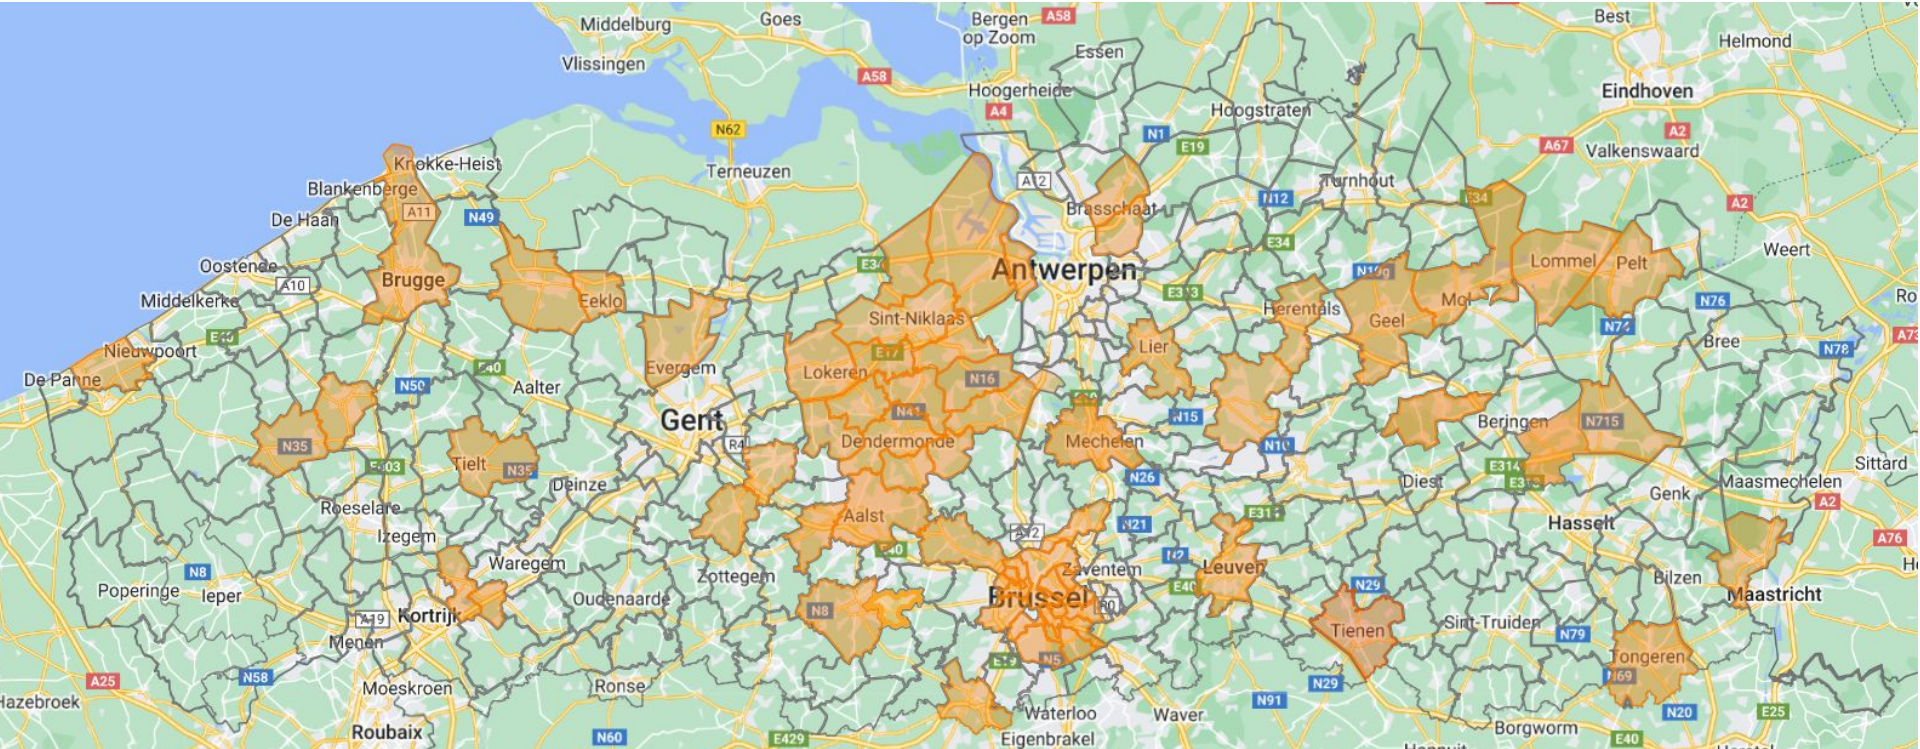 Middelburg
Goes
Bergen
op Zoom
A58
Best
Helmond
Essen
Vlissingen
A58
Hoogerheide
A4
Eindhoven
Hoogstraten
N62
N1
E19
A2
A67
Valkenswaard
Knokke-Heist
Terneuzen
A12
Turnhout
Blankenberge
A11
N49
Brasschaat
N12
E34
A2
De Haan
E34
Weert
Oostende
A10
Brugge
E34
Antwerpen
N19g
Lommel
Pelt
Middelkerke
Eeklo
E313
Herentals
Mol
N76
Sint-Niklaas
Geel
N74
Nieuwpoort
E40
E17
Lier
Bree
N78
De Panne
E40
Evergem
Lokeren
N16
N50
Aalter
Gent
N41
N15
Beringen
N715
N35
R4
Dendermonde
Mechelen
N10
Tielt
N35
E403
N26
E314
Sittard
Deinze
Diest
Genk
Maasmechelen
Roeselare
Aalst
A2
Izegem
A12
N21
E314
Hasselt
A76
E40
N2
Waregem
N8
Zottegem
Zaventem
Leuven
Poperinge
Ieper
Oudenaarde
E40
N29
Bilzen
Maastricht
Kortrijk
N8
Brussel
R0
A19
Menen
Tienen
Sint-Truiden
N79
N5
Tongeren
A25
N58
Moeskroen
Ronse
N69
Hazebroek
N29
N91
N20
E25
Waterloo
Waver
Roubaix
N60
E429
Eigenbrakel
Borgworm
E40